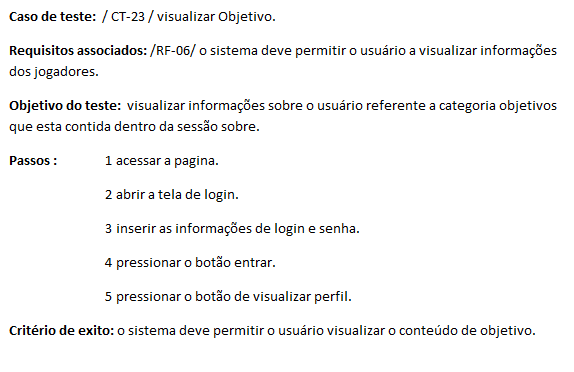 Caso de teste: / CT-23 / visualizar Objetivo.
Requisitos associados: /RF-06/ o sistema deve permitir o usuário a visualizar informações
dos jogadores.
Objetivo do teste: visualizar informações sobre o usuário referente a categoria objetivos
que esta contida dentro da sessão sobre.
Passos : 1 acessar a pagina.
2 abrir a tela de login.
3 inserir as informações de login e senha.
4 pressionar o botão entrar.
5 pressionar o botão de visualizar perfil.
Critério de exito: o sistema deve permitir o usuário visualizar o conteúdo de objetivo.